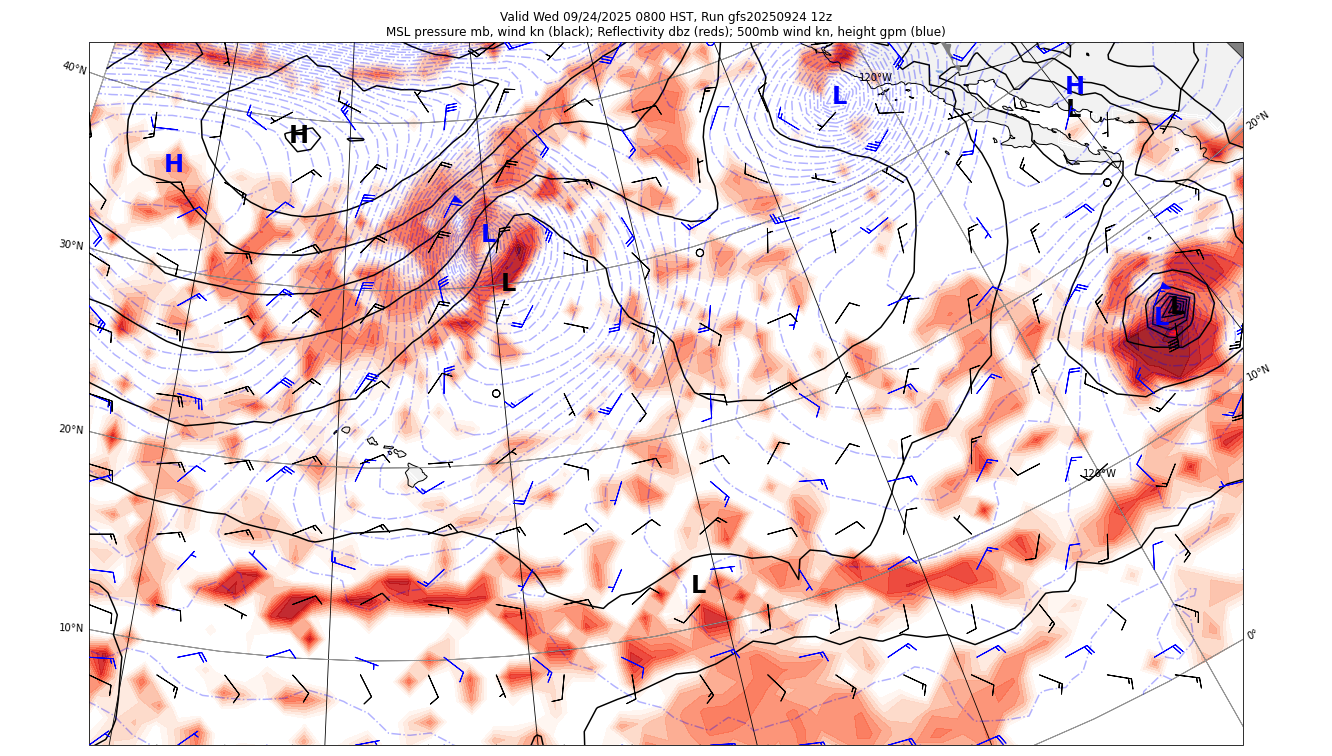 Valid Wed 09/24/2025 0800 HST, Run gfs20250924 12z
MSL pressure mb, wind kn (black); Reflectivity dbz (reds); 500mb wind kn, height gpm (blue)
40°N
120°W
L
H
L
20°N
H
H
30°N
L
L
L
L
10°N
20°N
120°W
L
10°N
0°